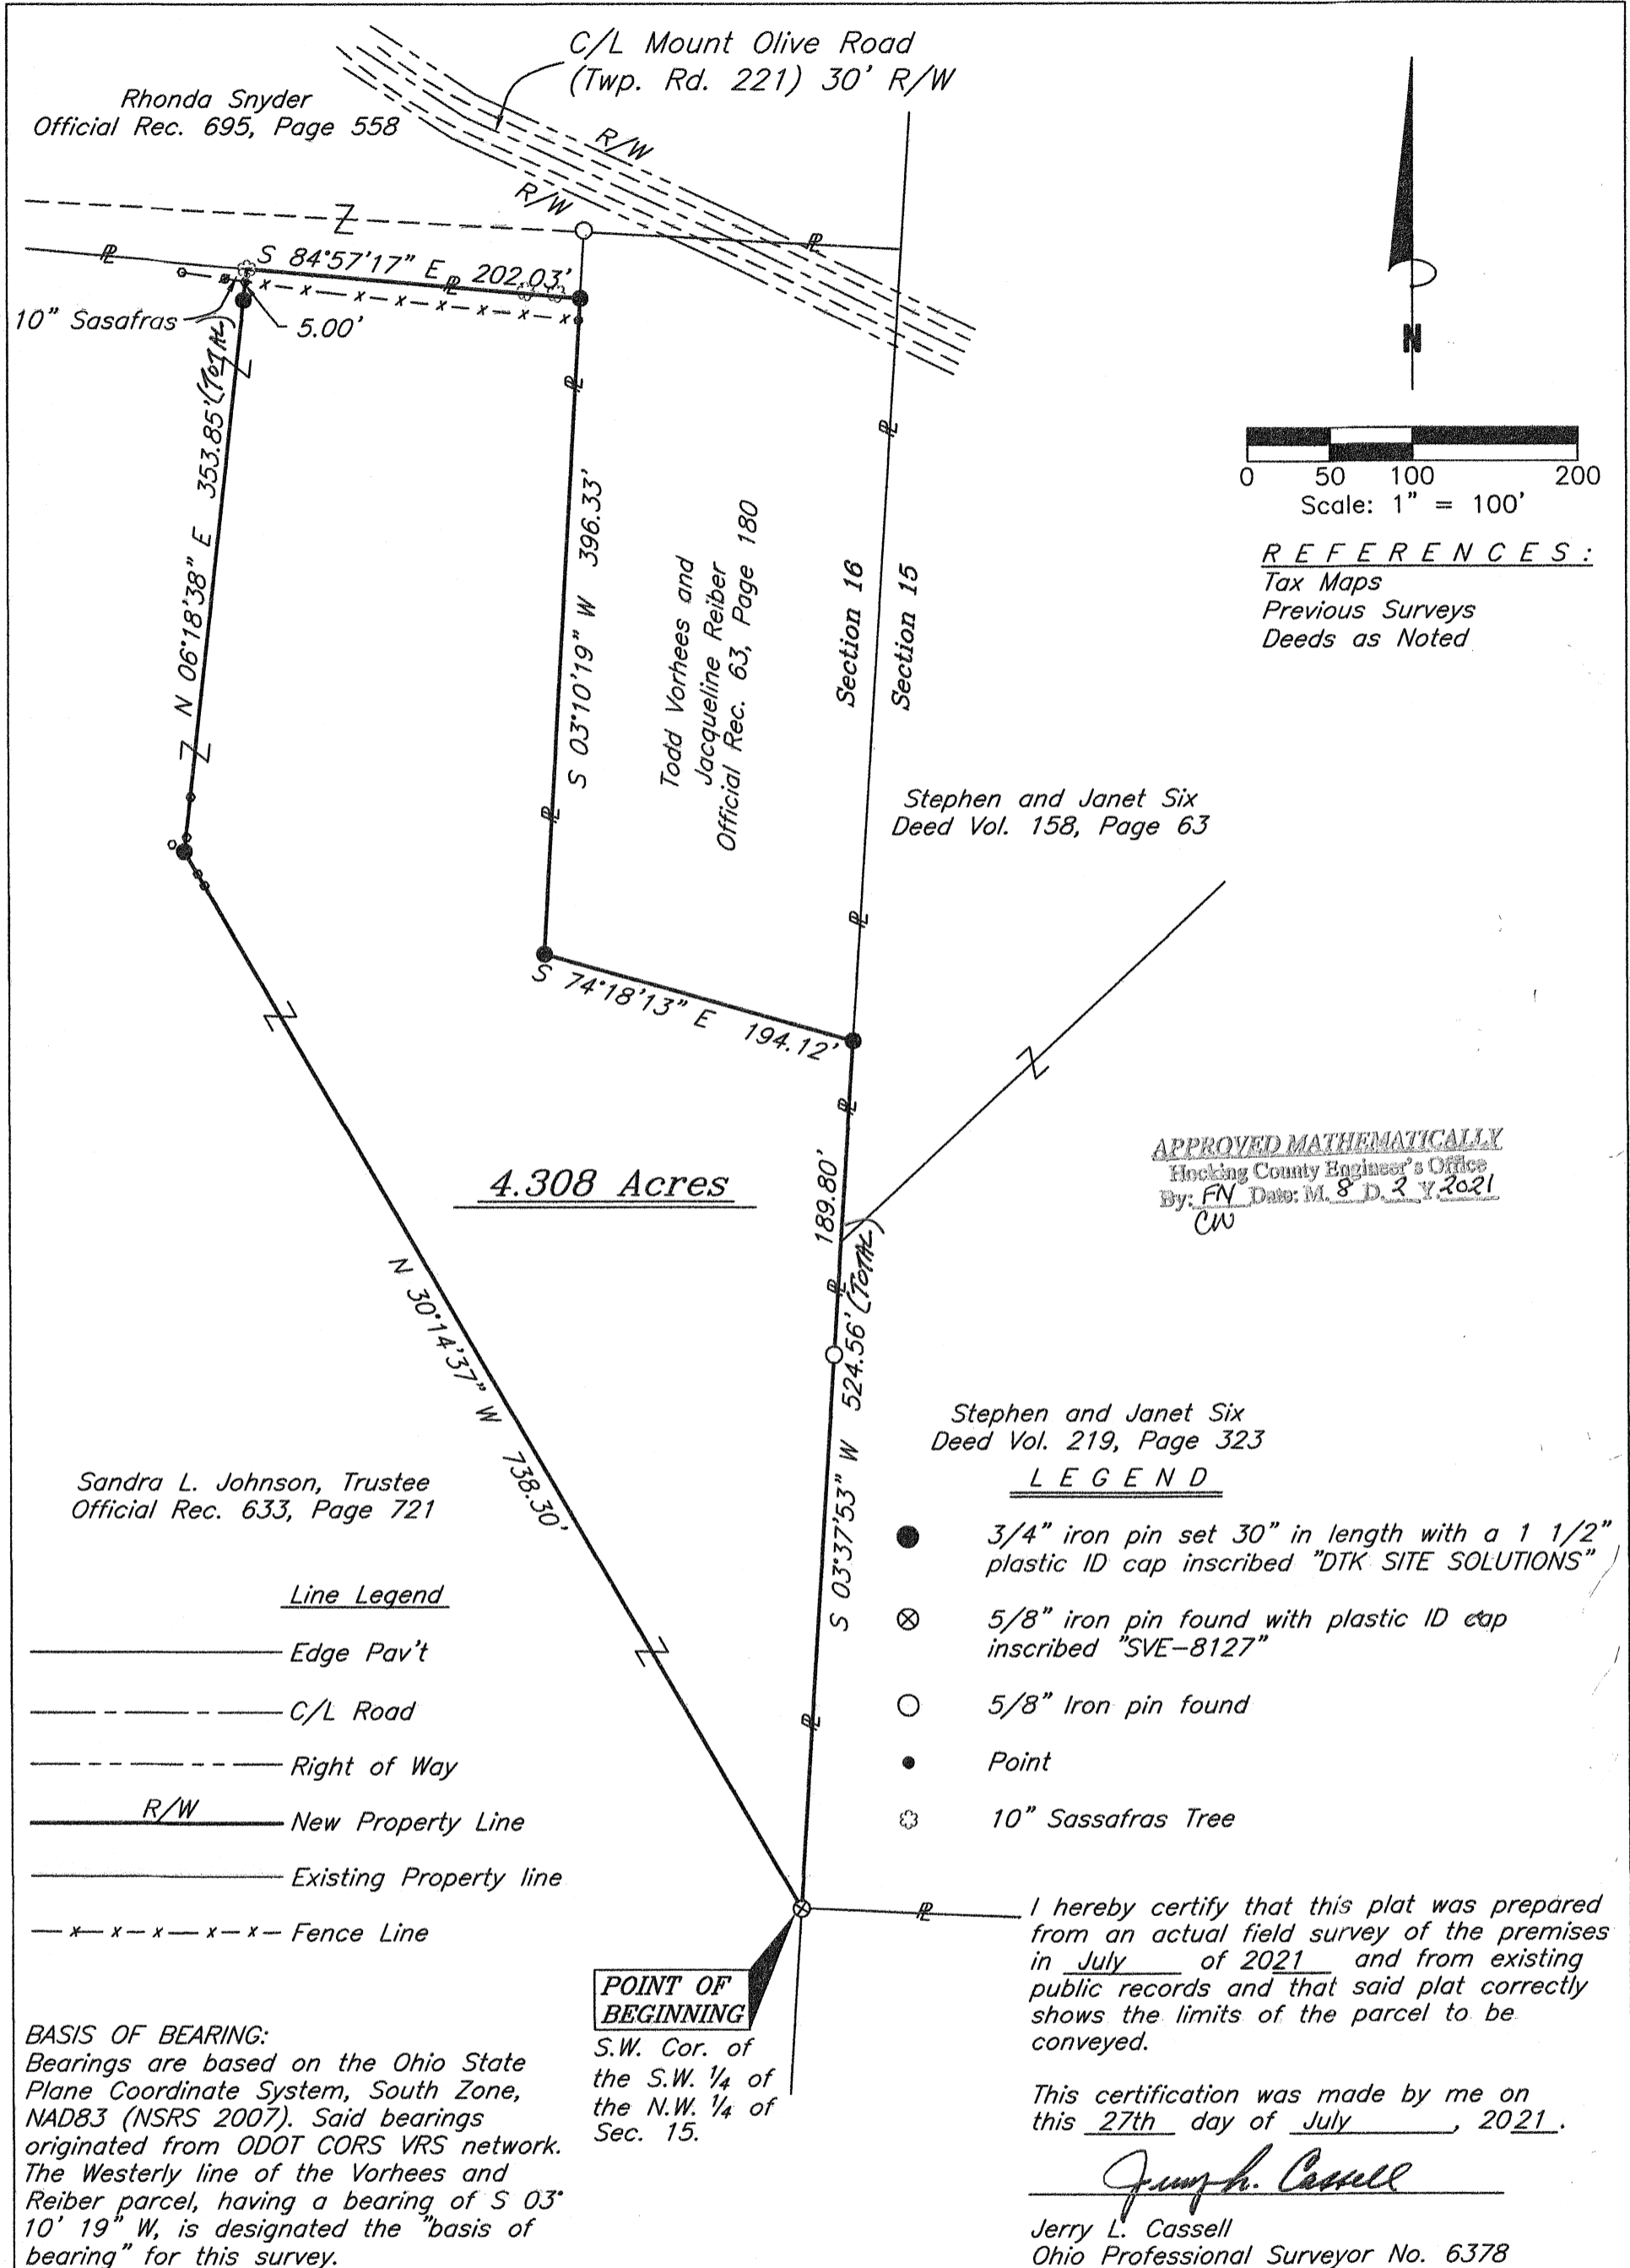 C/L Mount Olive Road
(Twp. Rd. 221) 30' R/W
Rhonda Snyder
Official Rec. 695, Page 558
R/W
R/W
S 84°57'17" E 202.03'
10" Sasafras
5.00'
N 06°18'38" E 353.85' (TOTAL)
S 03°10'19" W 396.33'
Todd Vorhees and
Jacqueline Reiber
Official Rec. 63, Page 180
Section 16
Section 15
N
0 50 100 200
Scale: 1" = 100'
REFERENCES:
Tax Maps
Previous Surveys
Deeds as Noted
Stephen and Janet Six
Deed Vol. 158, Page 63
S 74°18'13" E 194.12'
189.80'
4.308 Acres
APPROVED MATHEMATICALLY
Hocking County Engineer's Office
By: FN Date: M. 8 D. 2 Y. 2021
CW
N 30°14'37" W 738.30'
S 03°37'53" W 524.56' (TOTAL)
Stephen and Janet Six
Deed Vol. 219, Page 323
Sandra L. Johnson, Trustee
Official Rec. 633, Page 721
LEGEND
3/4" iron pin set 30" in length with a 1 1/2"
plastic ID cap inscribed "DTK SITE SOLUTIONS"
5/8" iron pin found with plastic ID cap
inscribed "SVE-8127"
5/8" Iron pin found
Point
10" Sassafras Tree
Line Legend
Edge Pav't
C/L Road
Right of Way
R/W
New Property Line
Existing Property line
Fence Line
POINT OF
BEGINNING
S.W. Cor. of
the S.W. ¼ of
the N.W. ¼ of
Sec. 15.
BASIS OF BEARING:
Bearings are based on the Ohio State
Plane Coordinate System, South Zone,
NAD83 (NSRS 2007). Said bearings
originated from ODOT CORS VRS network.
The Westerly line of the Vorhees and
Reiber parcel, having a bearing of S 03°
10' 19" W, is designated the "basis of
bearing" for this survey.
I hereby certify that this plat was prepared
from an actual field survey of the premises
in July of 2021 and from existing
public records and that said plat correctly
shows the limits of the parcel to be
conveyed.
This certification was made by me on
this 27th day of July, 2021.
Jerry L. Cassell
Jerry L. Cassell
Ohio Professional Surveyor No. 6378